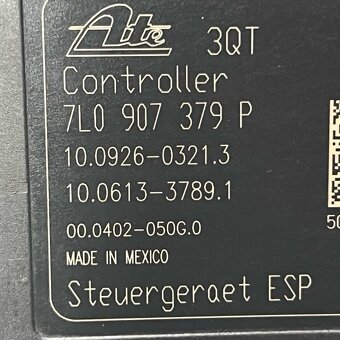 Ate 3QT
Controller
7L0 907 379 P
10.0926-0321.3
10.0613-3789.1
00.0402-050G.0
MADE IN MEXICO
Steuergeraet ESP
50